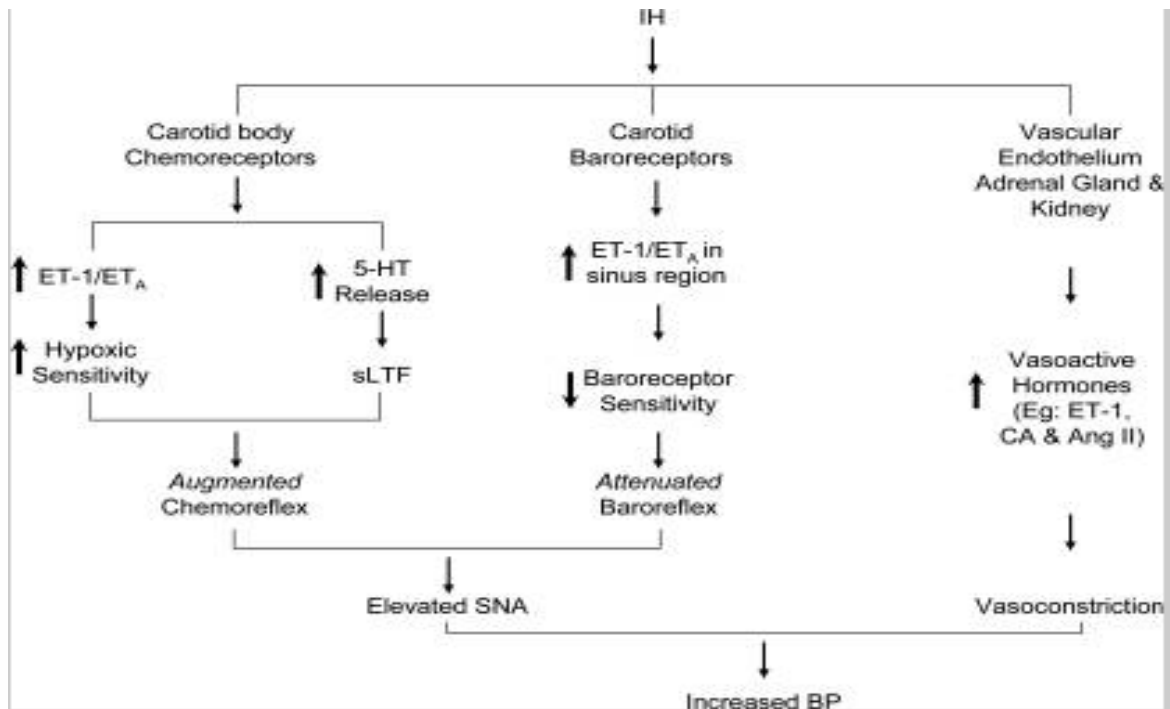 IH
Carotid body
Chemoreceptors
Carotid
Baroreceptors
Vascular
Endothelium
Adrenal Gland &
Kidney
ET-1/ETA
5-HT
Release
ET-1/ETA in
sinus region
Hypoxic
Sensitivity
sLTF
Baroreceptor
Sensitivity
Vasoactive
Hormones
(Eg: ET-1,
CA & Ang II)
Augmented
Chemoreflex
Attenuated
Baroreflex
Elevated SNA
Vasoconstriction
Increased BP